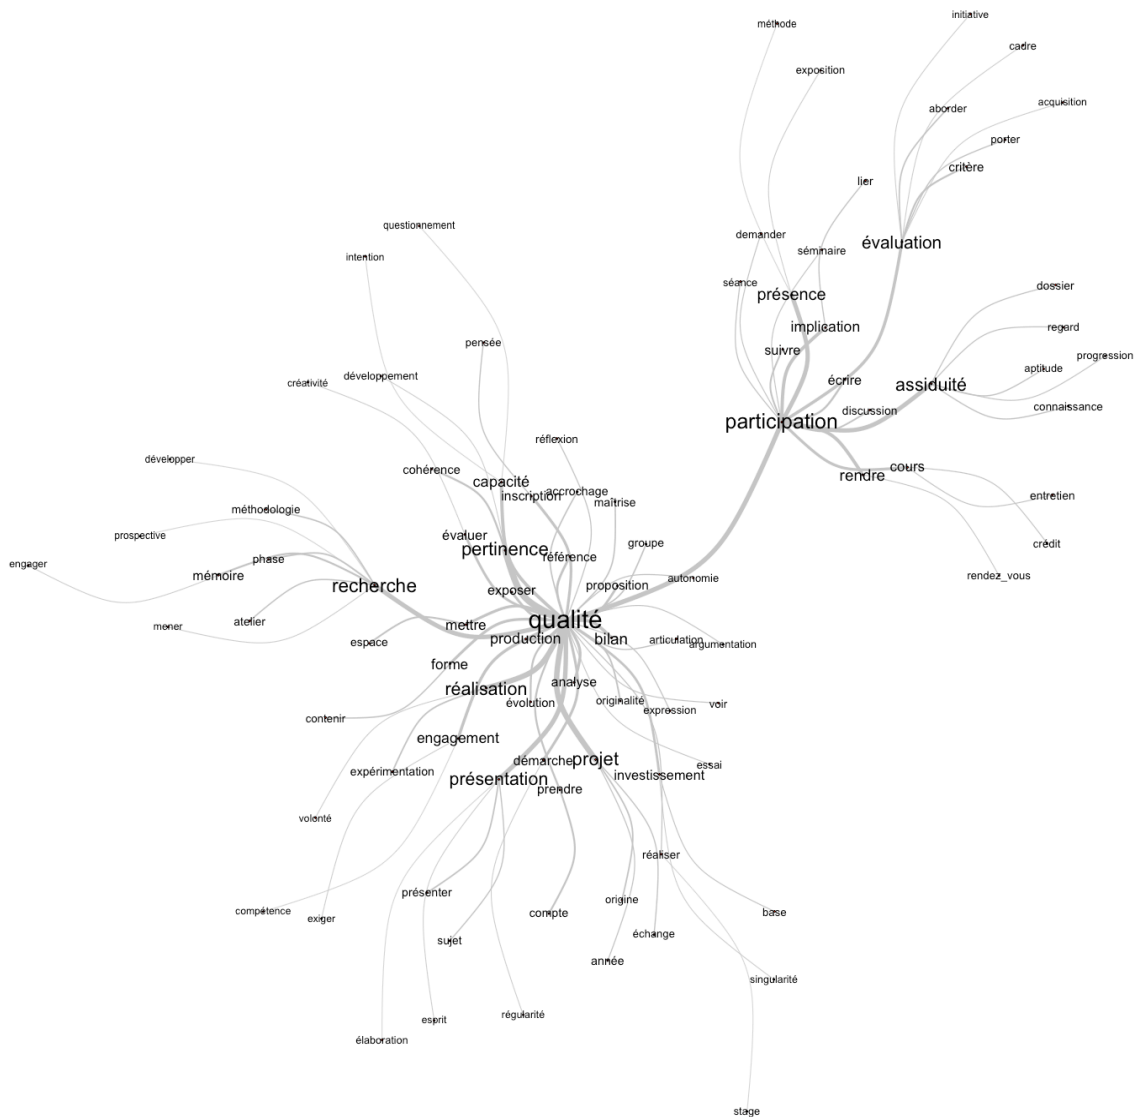 initiative
méthode
cadre
exposition
acquisition
aborder
porter
critère
lier
questionnement
demander
évaluation
séminaire
intention
séance
dossier
présence
implication
regard
pensée
suivre
progression
aptitude
développement
écrire
créativité
assiduité
connaissance
discussion
participation
réflexion
développer
cours
cohérence
rendre
capacité
accrochage
inscription
entretien
maîtrise
méthodologie
prospective
évaluer
groupe
crédit
pertinence
référence
phase
engager
mémoire
rendez_vous
autonomie
recherche
proposition
exposer
qualité
atelier
mettre
mener
production
bilan
articulation
espace
argumentation
forme
analyse
réalisation
originalité
évolution
voir
expression
contenir
engagement
démarche
projet
essai
expérimentation
investissement
présentation
prendre
volonté
réaliser
présenter
origine
compétence
compte
base
exiger
échange
sujet
année
singularité
régularité
esprit
élaboration
stage